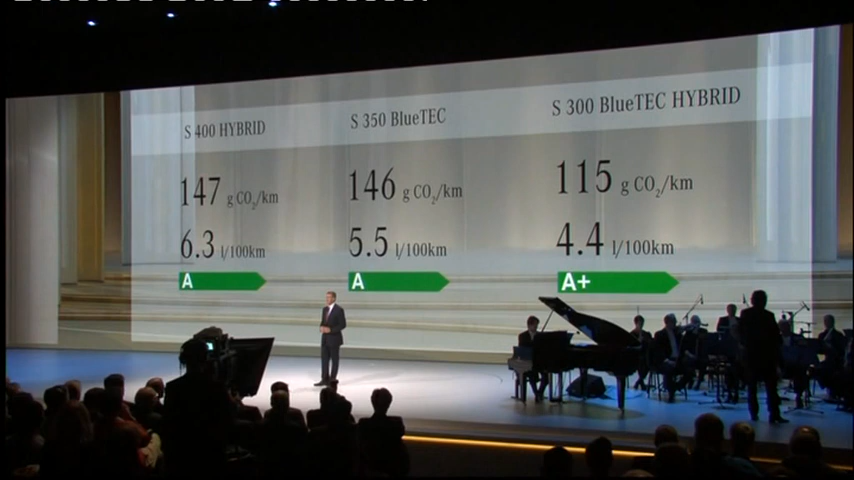 S 400 HYBRID
147 g CO₂/km
6.3 l/100km
A
S 350 BlueTEC
146 g CO₂/km
5.5 l/100km
A
S 300 BlueTEC HYBRID
115 g CO₂/km
4.4 l/100km
A+